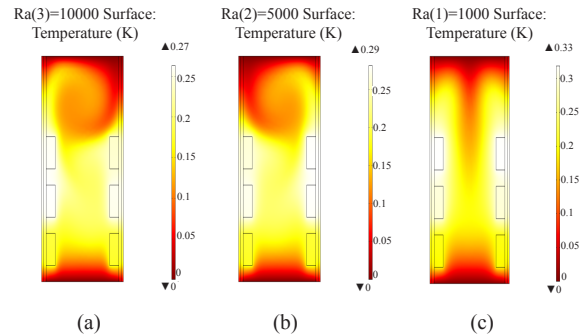 Ra(3)=10000 Surface:
Temperature (K)
▲0.27
0.25
0.2
0.15
0.1
0.05
0
▼0
(a)
Ra(2)=5000 Surface:
Temperature (K)
▲0.29
0.25
0.2
0.15
0.1
0.05
0
▼0
(b)
Ra(1)=1000 Surface:
Temperature (K)
▲0.33
0.3
0.25
0.2
0.15
0.1
0.05
0
▼0
(c)